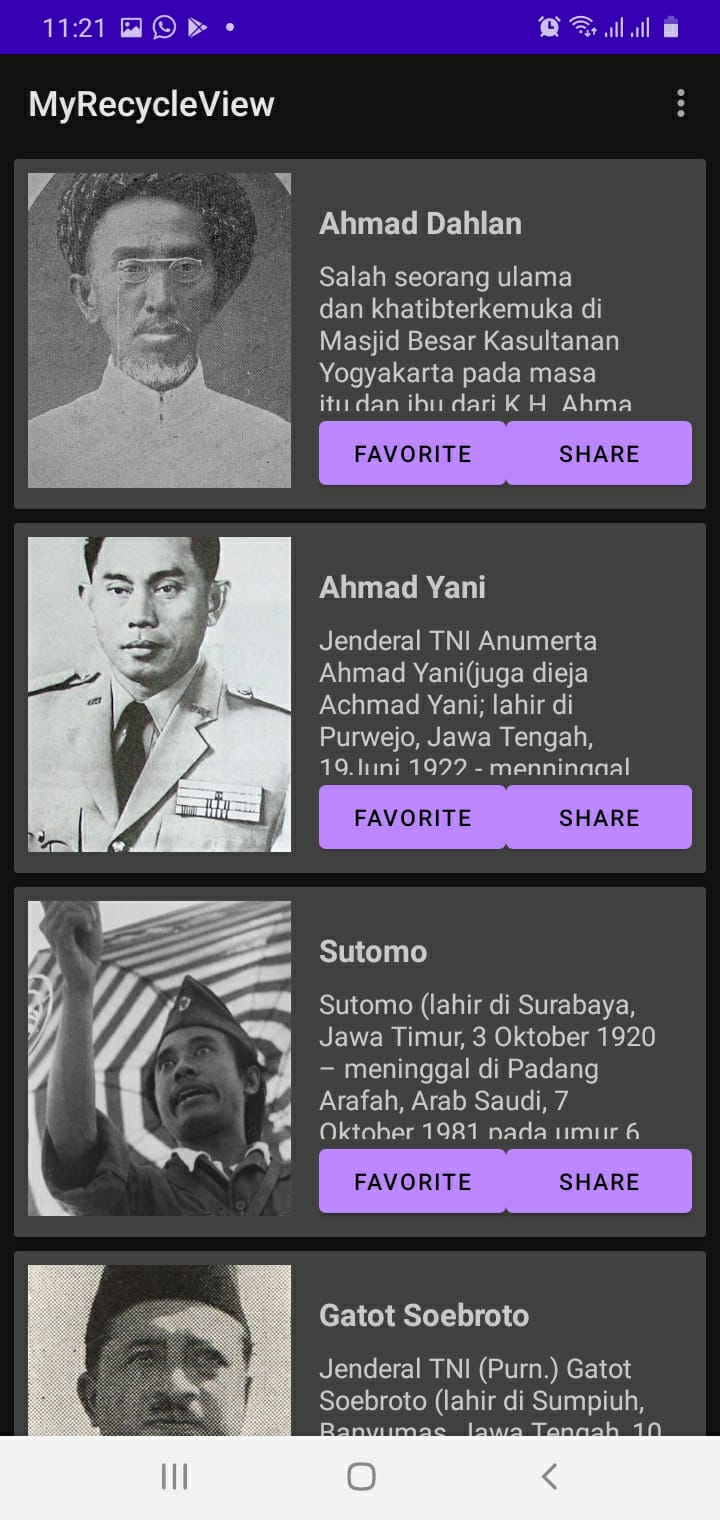 11:21
MyRecycleView
Ahmad Dahlan
Salah seorang ulama
dan khatibterkemuka di
Masjid Besar Kasultanan
Yogyakarta pada masa
itu dan ibu dari K.H. Ahma
FAVORITE SHARE
Ahmad Yani
Jenderal TNI Anumerta
Ahmad Yani(juga dieja
Achmad Yani; lahir di
Purwejo, Jawa Tengah,
19 Juni 1922 - menninggal
FAVORITE SHARE
Sutomo
Sutomo (lahir di Surabaya,
Jawa Timur, 3 Oktober 1920
– meninggal di Padang
Arafah, Arab Saudi, 7
Oktober 1981 pada umur 6
FAVORITE SHARE
Gatot Soebroto
Jenderal TNI (Purn.) Gatot
Soebroto (lahir di Sumpiuh,
Banyumas, Jawa Tengah, 10